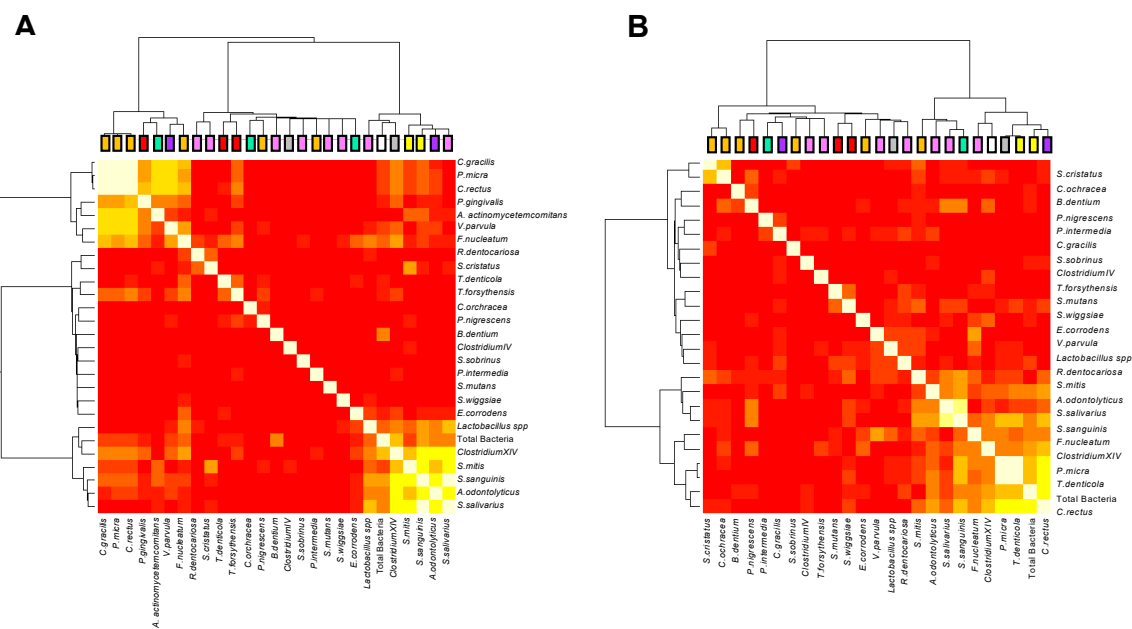 A
B
C.gracilis
P.micra
C.rectus
P.gingivalis
A. actinomycetemcomitans
V.parvula
F.nucleatum
R.dentocariosa
S.cristatus
T.denticola
T.forsythensis
C.orchracea
P.nigrescens
B.dentium
ClostridiumIV
S.sobrinus
P.intermedia
S.mutans
S.wiggsiae
E.corrodens
Lactobacillus spp
Total Bacteria
ClostridiumXIV
S.mitis
S.sanguinis
A.odontolyticus
S.salivarius
C.gracilis
P.micra
C.rectus
P.gingivalis
A. actinomycetemcomitans
V.parvula
F.nucleatum
R.dentocariosa
S.cristatus
T.denticola
T.forsythensis
C.orchracea
P.nigrescens
B.dentium
ClostridiumIV
S.sobrinus
P.intermedia
S.mutans
S.wiggsiae
E.corrodens
Lactobacillus spp
Total Bacteria
ClostridiumXIV
S.mitis
S.sanguinis
A.odontolyticus
S.salivarius
S.cristatus
C.ochracea
B.dentium
P.nigrescens
P.intermedia
C.gracilis
S.sobrinus
ClostridiumIV
T.forsythensis
S.mutans
S.wiggsiae
E.corrodens
V.parvula
Lactobacillus spp
R.dentocariosa
S.mitis
A.odontolyticus
S.salivarius
S.sanguinis
F.nucleatum
ClostridiumXIV
P.micra
T.denticola
Total Bacteria
C.rectus
S.cristatus
C.ochracea
B.dentium
P.nigrescens
P.intermedia
C.gracilis
S.sobrinus
ClostridiumIV
T.forsythensis
S.mutans
S.wiggsiae
E.corrodens
V.parvula
Lactobacillus spp
R.dentocariosa
S.mitis
A.odontolyticus
S.salivarius
S.sanguinis
F.nucleatum
ClostridiumXIV
P.micra
T.denticola
Total Bacteria
C.rectus